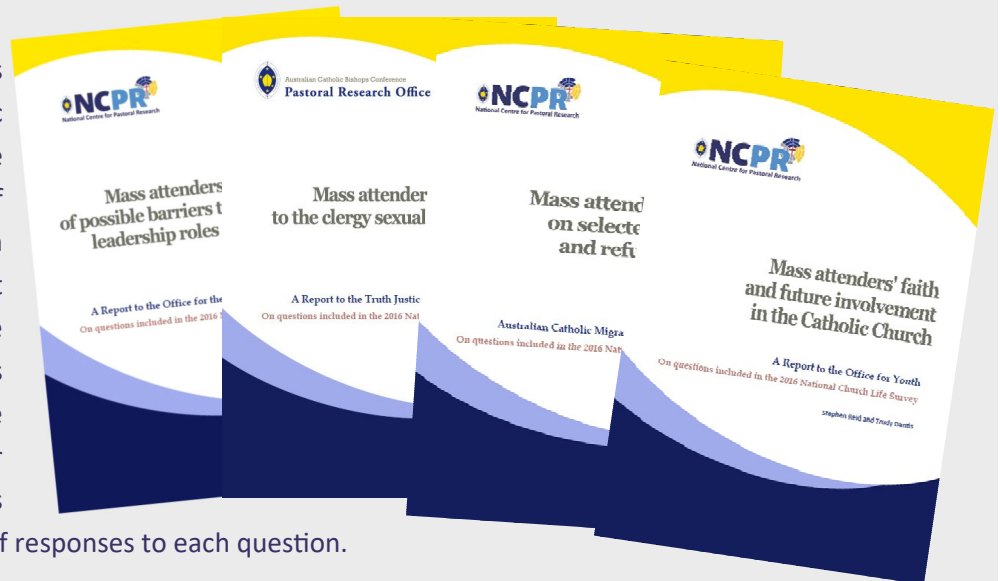 NCPR
National Centre for Pastoral Research
Mass attenders
of possible barriers t
leadership roles
A Report to the Office for the
On questions included in the 2016
Australian Catholic Bishops Conference
Pastoral Research Office
Mass attender
to the clergy sexual
A Report to the Truth Justic
On questions included in the 2016 Nat
NCPR
National Centre for Pastoral Research
Mass attend
on selecte
and refu
Australian Catholic Migra
On questions included in the 2016 Nat
NCPR
National Centre for Pastoral Research
Mass attenders' faith
and future involvement
in the Catholic Church
A Report to the Office for Youth
On questions included in the 2016 National Church Life Survey
Stephen Reid and Trudy Dantis
f responses to each question.